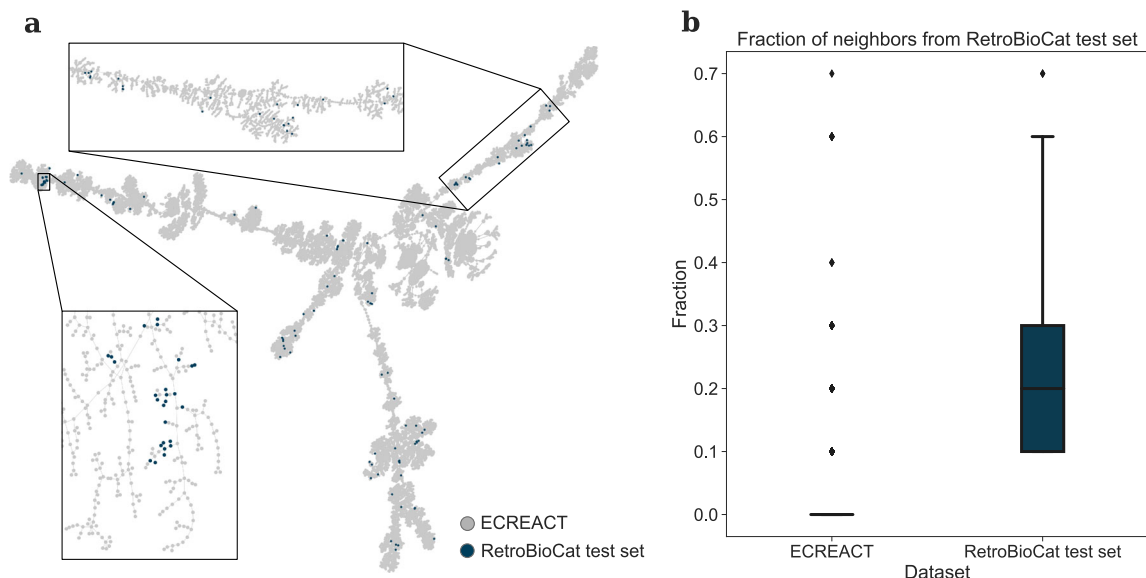 a
ECREACT
RetroBioCat test set
b
Fraction of neighbors from RetroBioCat test set
0.7
0.6
0.5
0.4
0.3
0.2
0.1
0.0
Fraction
ECREACT
RetroBioCat test set
Dataset